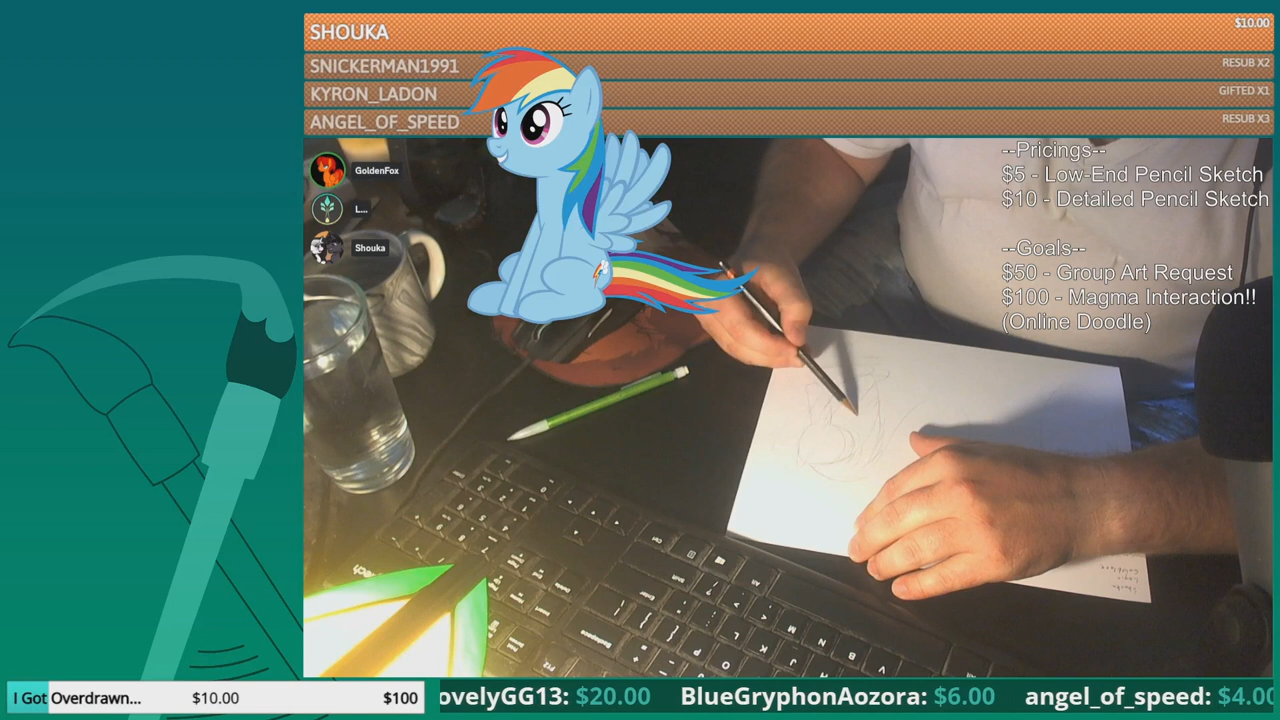 SHOUKA
$10.00
SNICKERMAN1991
RESUB X2
KYRON_LADON
GIFTED X1
ANGEL_OF_SPEED
RESUB X3
--Pricings--
$5 - Low-End Pencil Sketch
$10 - Detailed Pencil Sketch
--Goals--
$50 - Group Art Request
$100 - Magma Interaction!!
(Online Doodle)
GoldenFox
L...
Shouka
I Got Overdrawn... $10.00 $100
ovelyGG13: $20.00 BlueGryphonAozora: $6.00 angel_of_speed: $4.00